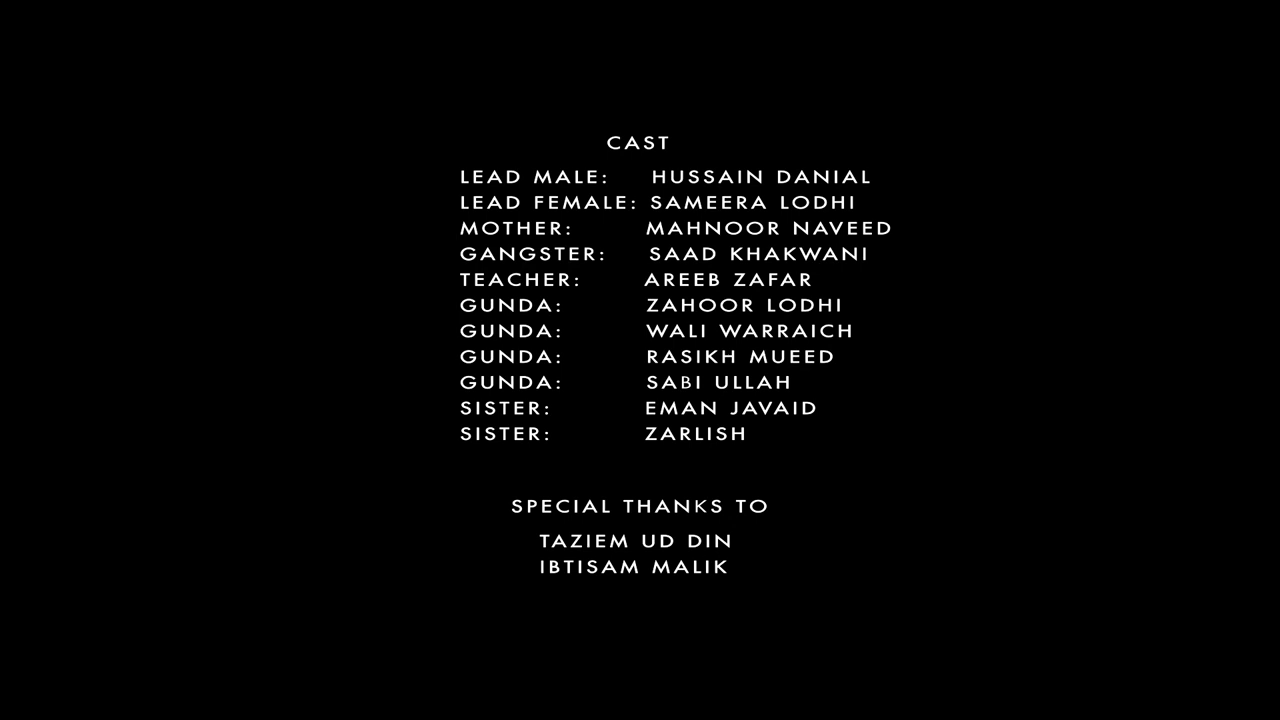 CAST
LEAD MALE: HUSSAIN DANIAL
LEAD FEMALE: SAMEERA LODHI
MOTHER: MAHNOOR NAVEED
GANGSTER: SAAD KHAKWANI
TEACHER: AREEB ZAFAR
GUNDA: ZAHOOR LODHI
GUNDA: WALI WARRAICH
GUNDA: RASIKH MUEED
GUNDA: SABI ULLAH
SISTER: EMAN JAVAID
SISTER: ZARLISH
SPECIAL THANKS TO
TAZIEM UD DIN
IBTISAM MALIK